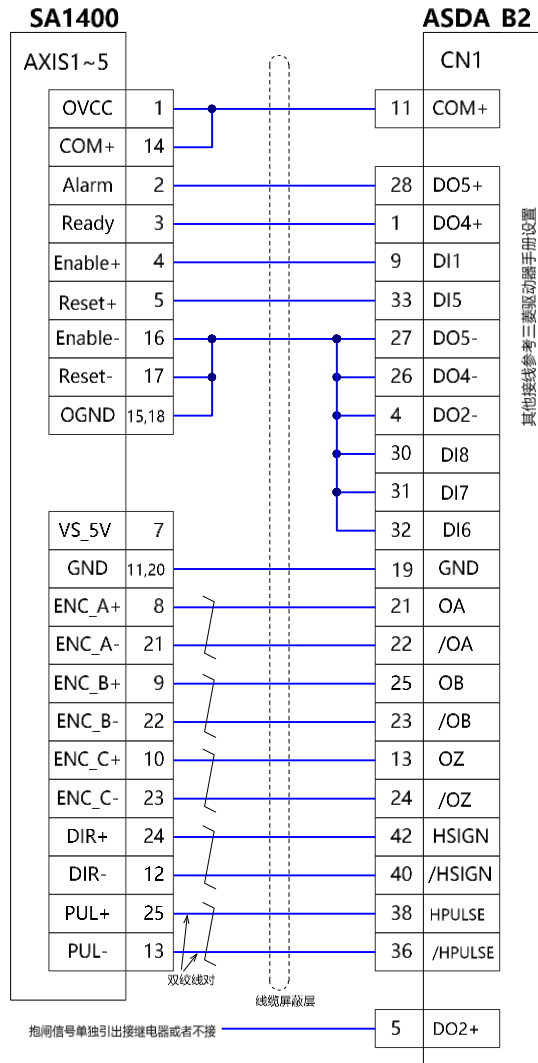 SA1400 ASDA B2
AXIS1~5 CN1
OVCC 1 11 COM+
COM+ 14
Alarm 2 28 DO5+
Ready 3 1 DO4+
Enable+ 4 9 DI1
Reset+ 5 33 DI5
Enable- 16 27 DO5-
Reset- 17 26 DO4-
OGND 15,18 4 DO2-
30 DI8
31 DI7
VS_5V 7 32 DI6
GND 11,20 19 GND
ENC_A+ 8 21 OA
ENC_A- 21 22 /OA
ENC_B+ 9 25 OB
ENC_B- 22 23 /OB
ENC_C+ 10 13 OZ
ENC_C- 23 24 /OZ
DIR+ 24 42 HSIGN
DIR- 12 40 /HSIGN
PUL+ 25 38 HPULSE
PUL- 13 36 /HPULSE
双绞线对
线缆屏蔽层
抱闸信号单独引出接继电器或者不接 5 DO2+
其他接线参考三菱驱动器手册设置